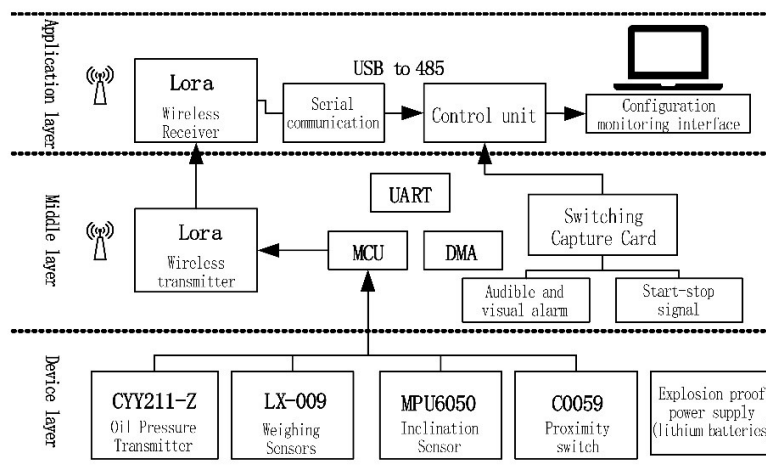 Application layer
USB to 485
Lora
Wireless
Receiver
Serial
communication
Control unit
Configuration
monitoring interface
Middle layer
UART
Lora
Wireless
transmitter
MCU
DMA
Switching
Capture Card
Audible and
visual alarm
Start-stop
signal
Device layer
CYY211-Z
Oil Pressure
Transmitter
LX-009
Weighing
Sensors
MPU6050
Inclination
Sensor
C0059
Proximity
switch
Explosion proof
power supply
(lithium batteries